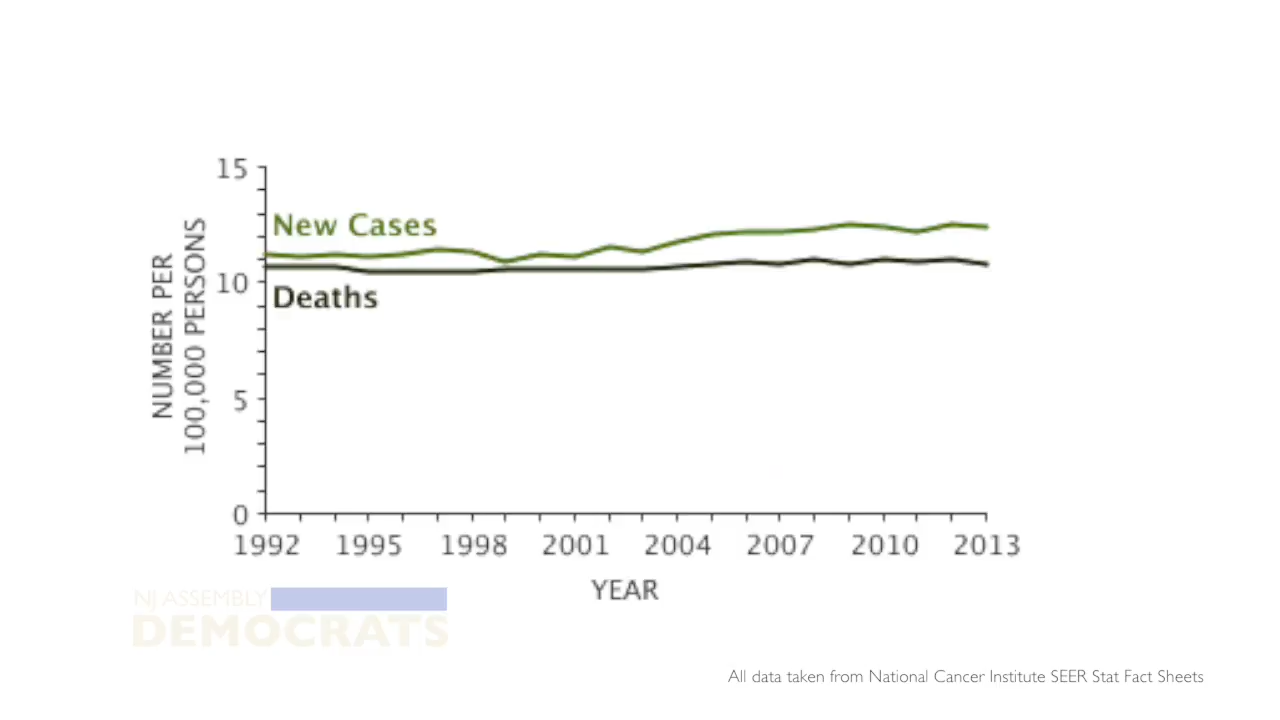 15
New Cases
10
Deaths
5
0
NUMBER PER
100,000 PERSONS
1992 1995 1998 2001 2004 2007 2010 2013
YEAR
NJ ASSEMBLY
DEMOCRATS
All data taken from National Cancer Institute SEER Stat Fact Sheets